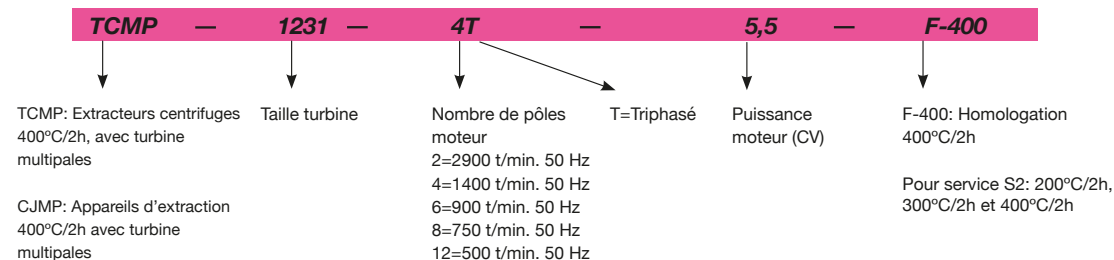 TCMP — 1231 — 4T — 5,5 — F-400
TCMP: Extracteurs centrifuges
400ºC/2h, avec turbine
multipales
CJMP: Appareils d’extraction
400ºC/2h avec turbine
multipales
Taille turbine
Nombre de pôles
moteur
2=2900 t/min. 50 Hz
4=1400 t/min. 50 Hz
6=900 t/min. 50 Hz
8=750 t/min. 50 Hz
12=500 t/min. 50 Hz
T=Triphasé
Puissance
moteur (CV)
F-400: Homologation
400ºC/2h
Pour service S2: 200ºC/2h,
300ºC/2h et 400ºC/2h